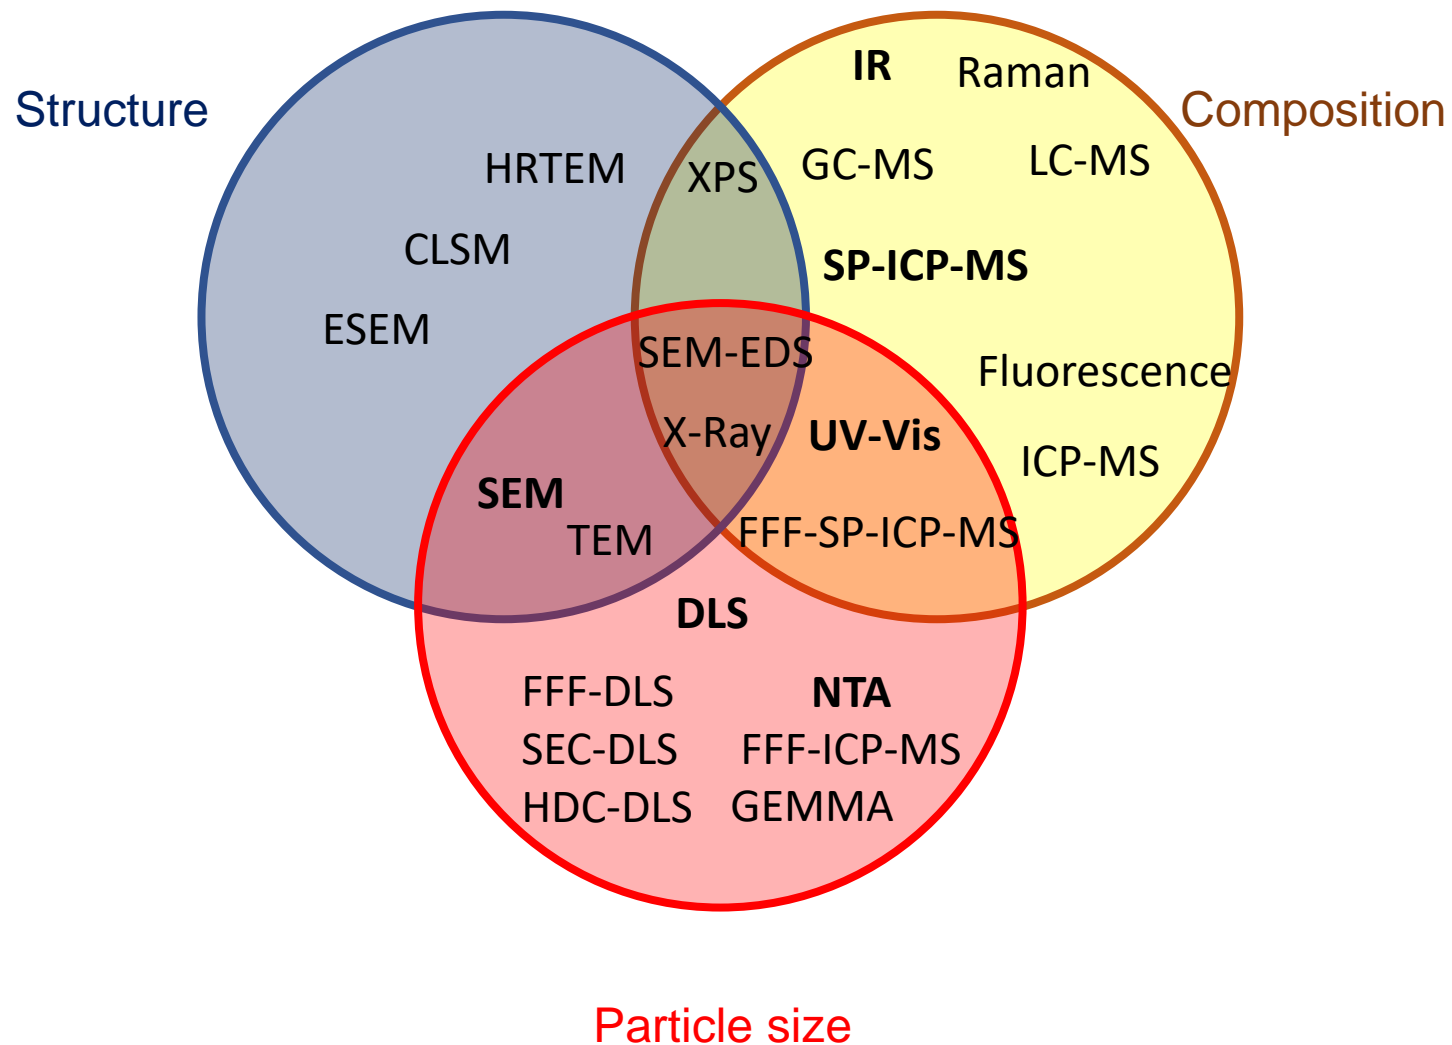 IR
Raman
Structure
Composition
HRTEM
XPS
GC-MS
LC-MS
CLSM
SP-ICP-MS
ESEM
SEM-EDS
Fluorescence
X-Ray
UV-Vis
ICP-MS
SEM
TEM
FFF-SP-ICP-MS
DLS
FFF-DLS
NTA
SEC-DLS
FFF-ICP-MS
HDC-DLS
GEMMA
Particle size